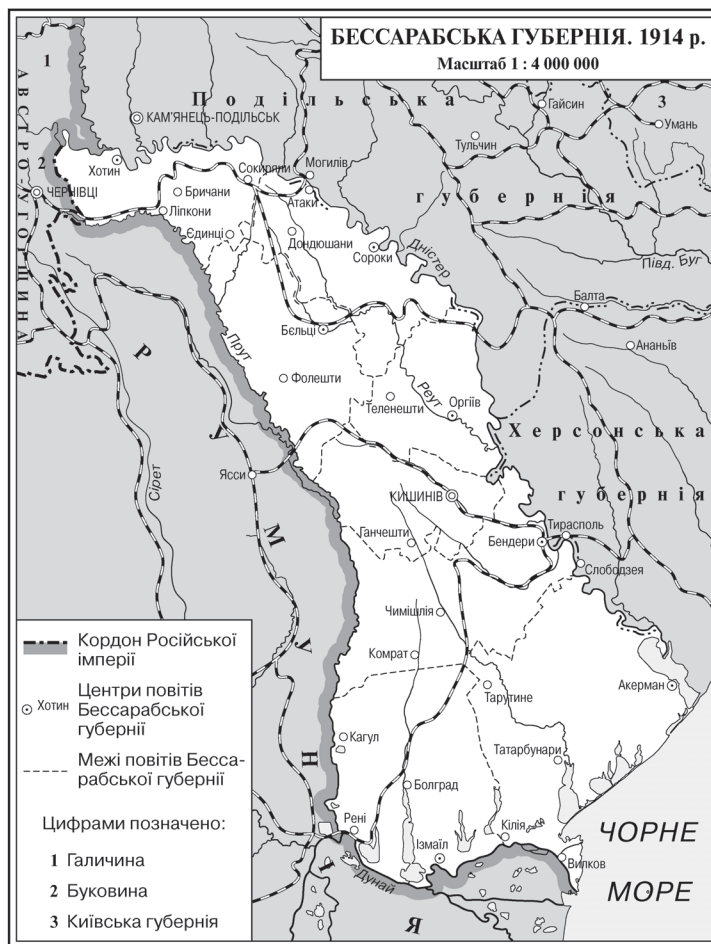 БЕССАРАБСЬКА ГУБЕРНІЯ. 1914 р.
Масштаб 1 : 4 000 000
1
АВСТРО-УГОРЩИНА
Подільська
губернія
3
Гайсин
Умань
Тульчин
КАМ'ЯНЕЦЬ-ПОДІЛЬСЬК
2
ЧЕРНІВЦІ
Хотин
Сокиряни
Могилів
Бричани
Атаки
Ліпкони
Єдинці
Дондюшани
Сороки
Дністер
Півд. Буг
Балта
Ананьїв
Бєльці
Прут
Фолешти
Теленешти
Реут
Оргіїв
Херсонська
губернія
РУМУНІЯ
Сірет
Ясси
КИШИНІВ
Ганчешти
Бендери
Тирасполь
Слободзея
Чимішлія
Комрат
Тарутине
Акерман
Кагул
Татарбунари
Болград
Рені
Ізмаїл
Кілія
Вилков
Дунай
ЧОРНЕ
МОРЕ
Кордон Російської
імперії
Хотин
Центри повітів
Бессарабської
губернії
Межі повітів Бесса-
рабської губернії
Цифрами позначено:
1 Галичина
2 Буковина
3 Київська губернія